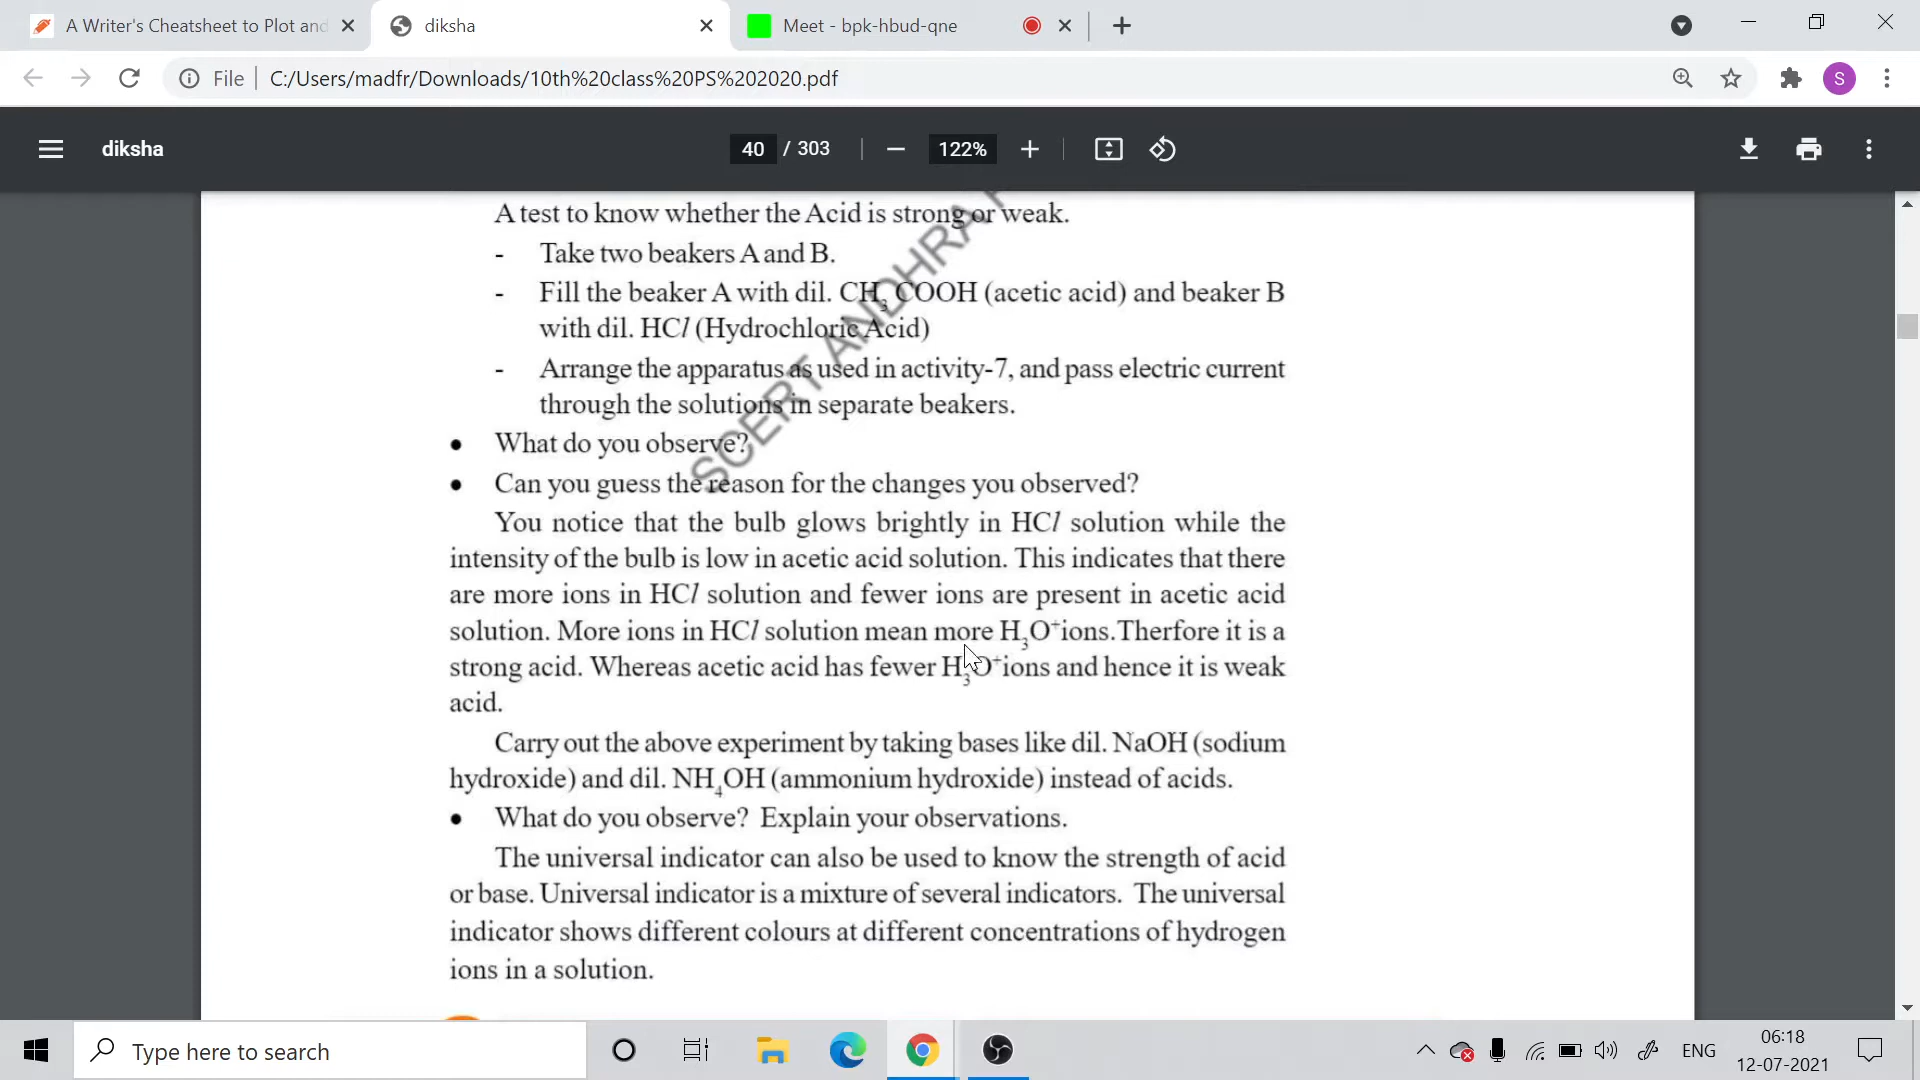 A Writer's Cheatsheet to Plot and
diksha
Meet - bpk-hbud-qne
File
C:/Users/madfr/Downloads/10th%20class%20PS%202020.pdf
S
diksha
40 / 303
122%
A test to know whether the Acid is strong or weak.
- Take two beakers A and B.
- Fill the beaker A with dil. CH3 COOH (acetic acid) and beaker B
with dil. HCl (Hydrochloric Acid)
- Arrange the apparatus as used in activity-7, and pass electric current
through the solutions in separate beakers.
• What do you observe?
• Can you guess the reason for the changes you observed?
You notice that the bulb glows brightly in HCl solution while the
intensity of the bulb is low in acetic acid solution. This indicates that there
are more ions in HCl solution and fewer ions are present in acetic acid
solution. More ions in HCl solution mean more H3O+ions.Therfore it is a
strong acid. Whereas acetic acid has fewer H3O+ions and hence it is weak
acid.
Carry out the above experiment by taking bases like dil. NaOH (sodium
hydroxide) and dil. NH4OH (ammonium hydroxide) instead of acids.
• What do you observe? Explain your observations.
The universal indicator can also be used to know the strength of acid
or base. Universal indicator is a mixture of several indicators. The universal
indicator shows different colours at different concentrations of hydrogen
ions in a solution.
SCERT ANDHRA
Type here to search
ENG
06:18
12-07-2021